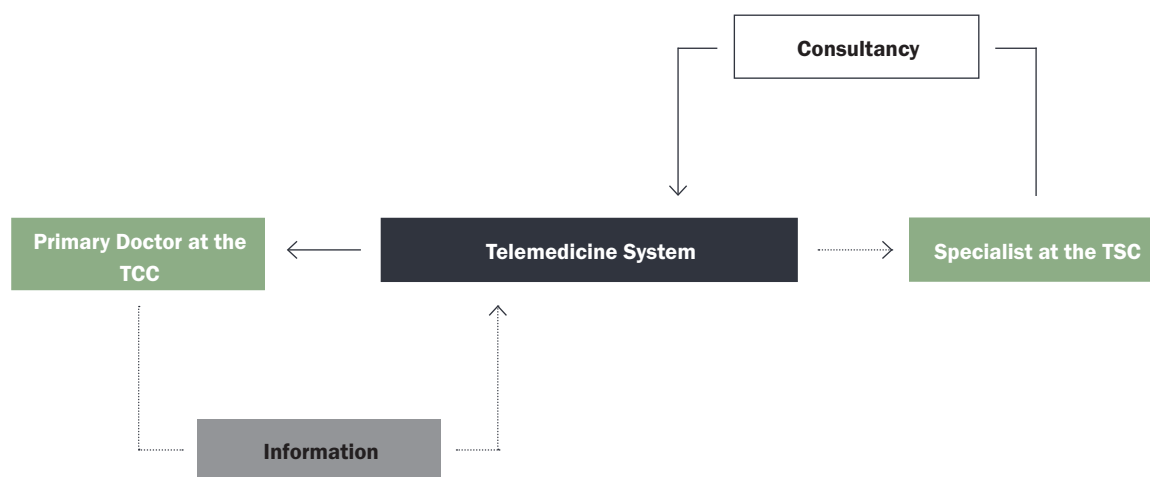 Consultancy
Primary Doctor at the
TCC
Telemedicine System
Specialist at the TSC
Information